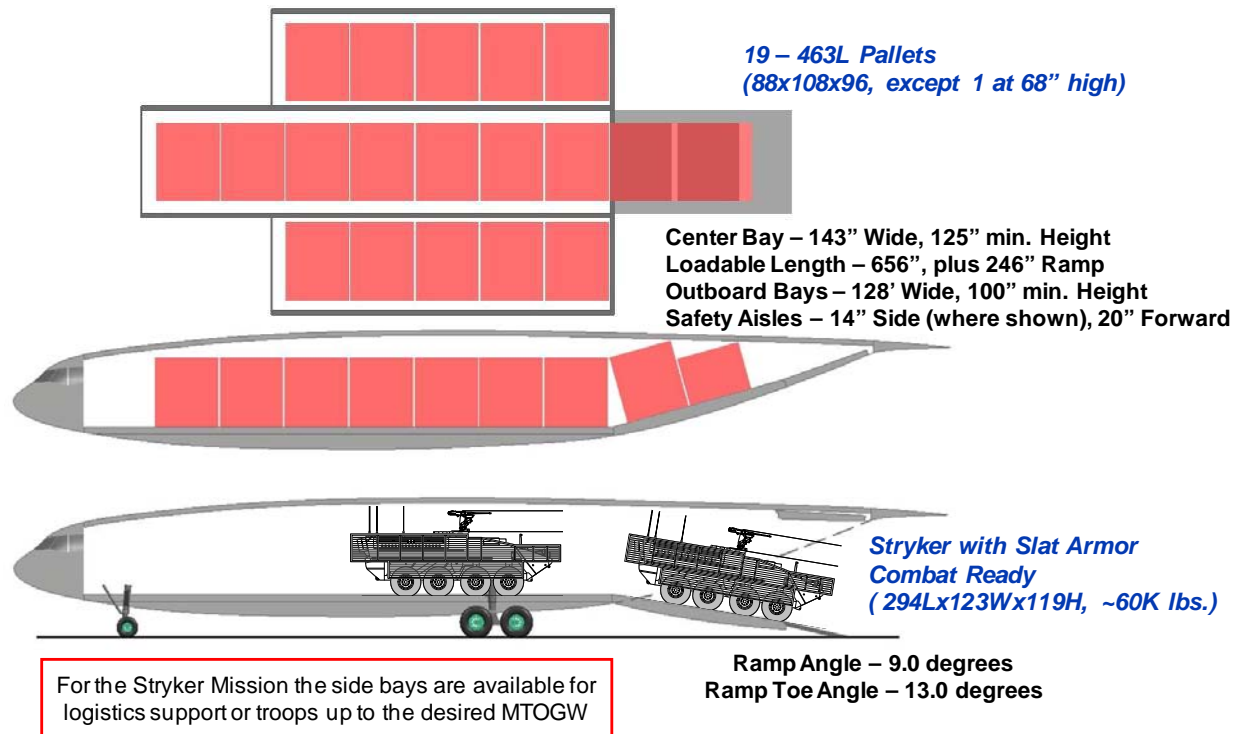 19 – 463L Pallets
(88x108x96, except 1 at 68” high)
Center Bay – 143” Wide, 125” min. Height
Loadable Length – 656”, plus 246” Ramp
Outboard Bays – 128’ Wide, 100” min. Height
Safety Aisles – 14” Side (where shown), 20” Forward
Stryker with Slat Armor
Combat Ready
( 294Lx123Wx119H, ~60K lbs.)
Ramp Angle – 9.0 degrees
Ramp Toe Angle – 13.0 degrees
For the Stryker Mission the side bays are available for
logistics support or troops up to the desired MTOGW